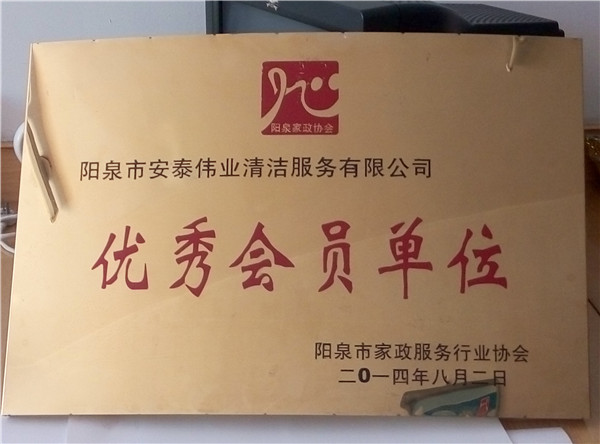 阳泉家政协会
阳泉市安泰伟业清洁服务有限公司
优秀会员单位
阳泉市家政服务行业协会
二0一四年八月二日